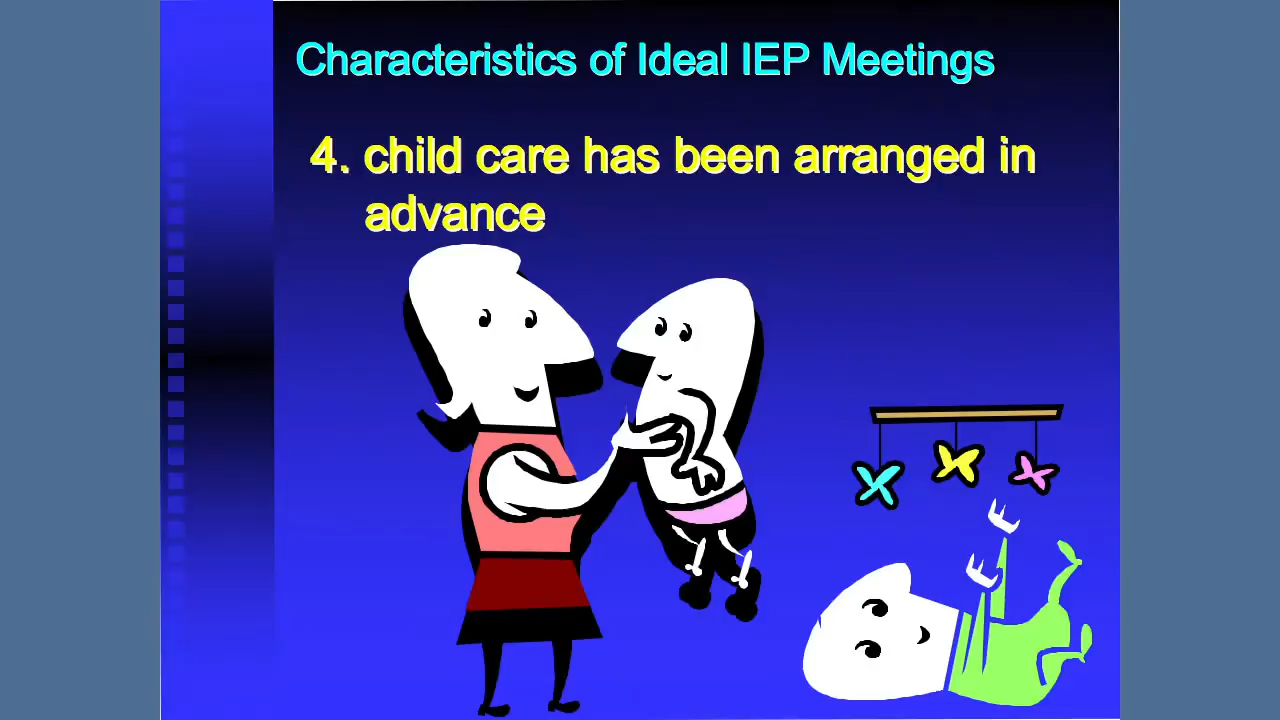 Characteristics of Ideal IEP Meetings
4. child care has been arranged in
advance